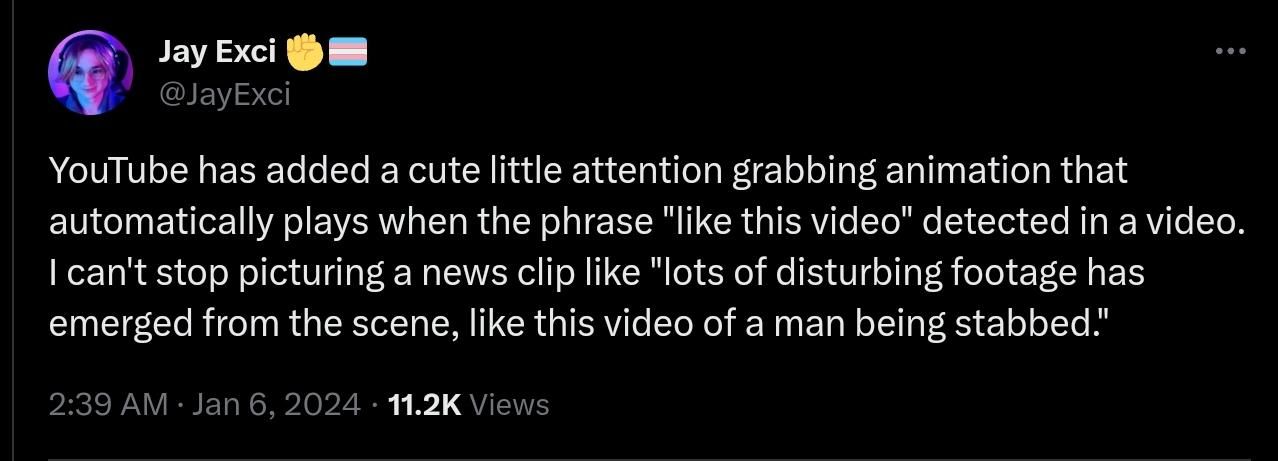 Jay Exci ✊🏳️‍⚧️
@JayExci
YouTube has added a cute little attention grabbing animation that
automatically plays when the phrase "like this video" detected in a video.
I can't stop picturing a news clip like "lots of disturbing footage has
emerged from the scene, like this video of a man being stabbed."
2:39 AM · Jan 6, 2024 · 11.2K Views